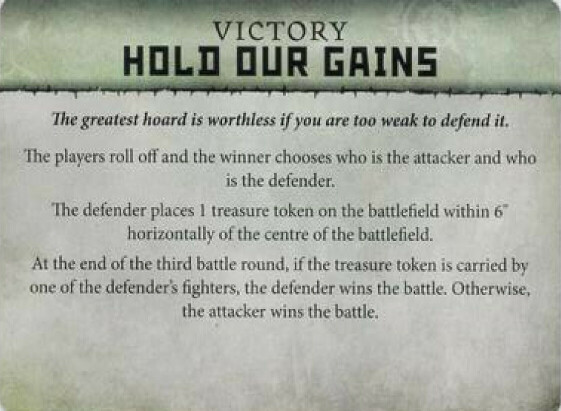 VICTORY
HOLD OUR GAINS
The greatest hoard is worthless if you are too weak to defend it.
The players roll off and the winner chooses who is the attacker and who
is the defender.
The defender places 1 treasure token on the battlefield within 6"
horizontally of the centre of the battlefield.
At the end of the third battle round, if the treasure token is carried by
one of the defender's fighters, the defender wins the battle. Otherwise,
the attacker wins the battle.